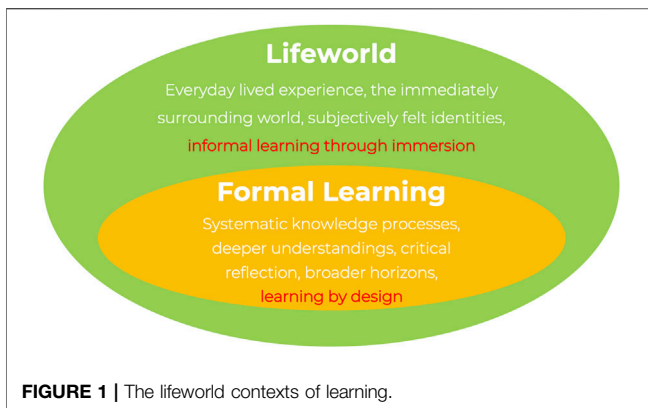 Lifeworld
Everyday lived experience, the immediately
surrounding world, subjectively felt identities,
informal learning through immersion
Formal Learning
Systematic knowledge processes,
deeper understandings, critical
reflection, broader horizons,
learning by design
FIGURE 1 | The lifeworld contexts of learning.